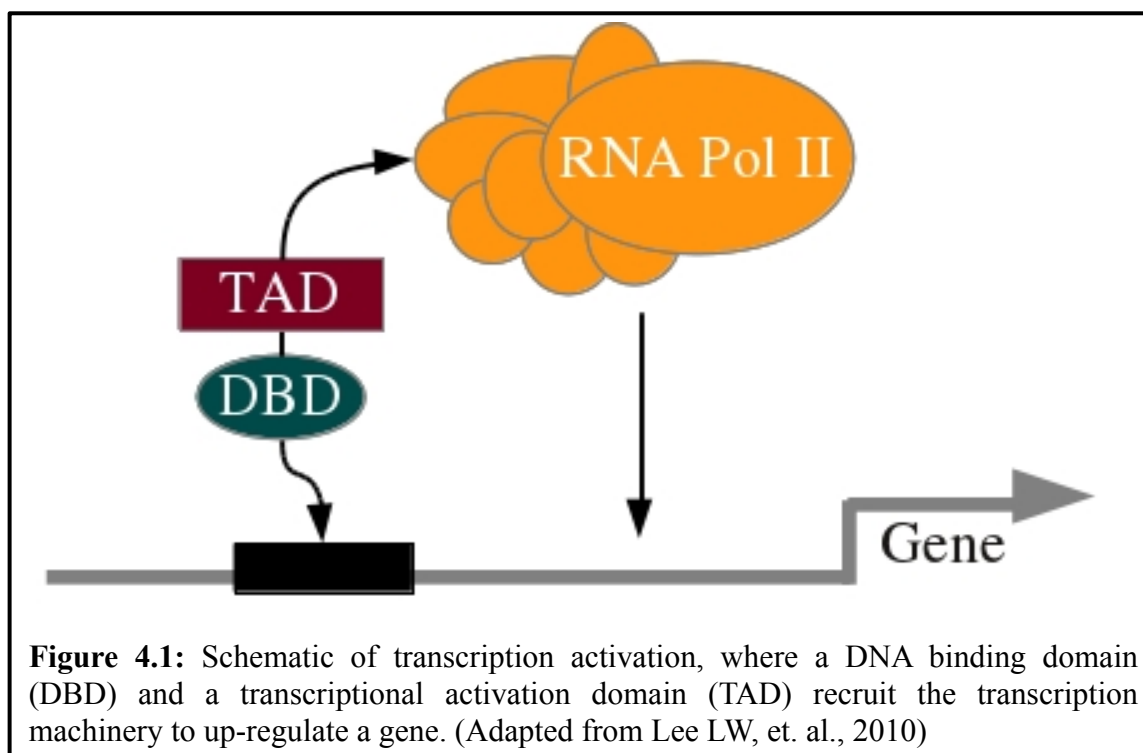 RNA Pol II
TAD
DBD
Gene
Figure 4.1: Schematic of transcription activation, where a DNA binding domain
(DBD) and a transcriptional activation domain (TAD) recruit the transcription
machinery to up-regulate a gene. (Adapted from Lee LW, et. al., 2010)